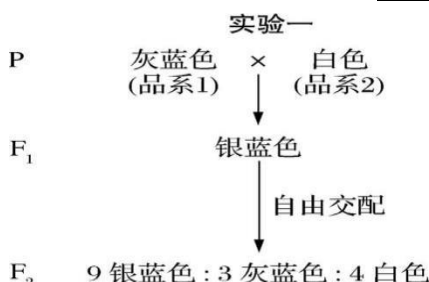 实验一
P 灰蓝色 × 白色
(品系1) (品系2)
F₁ 银蓝色
自由交配
F₂ 9 银蓝色 : 3 灰蓝色 : 4 白色